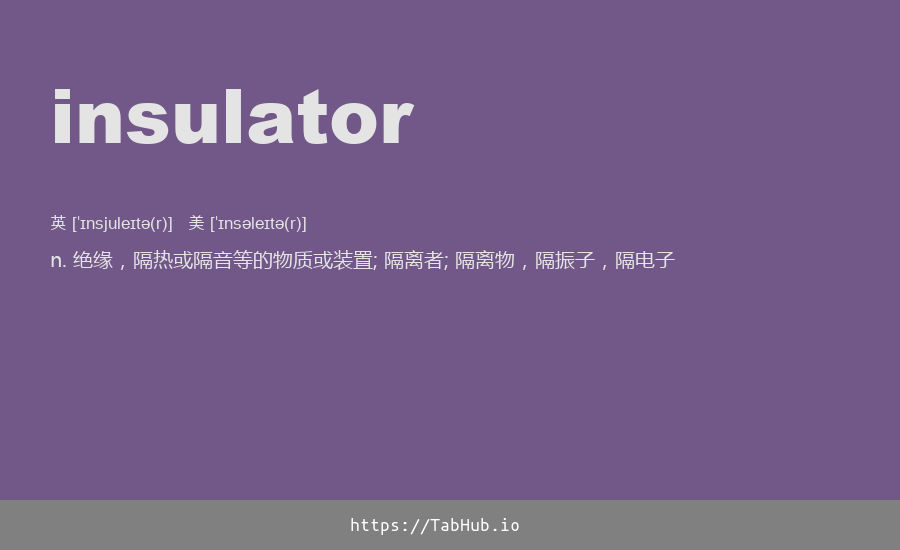 insulator
英 [ˈɪnsjuleɪtə(r)] 美 [ˈɪnsəleɪtə(r)]
n. 绝缘，隔热或隔音等的物质或装置; 隔离者; 隔离物，隔振子，隔电子
https://TabHub.io